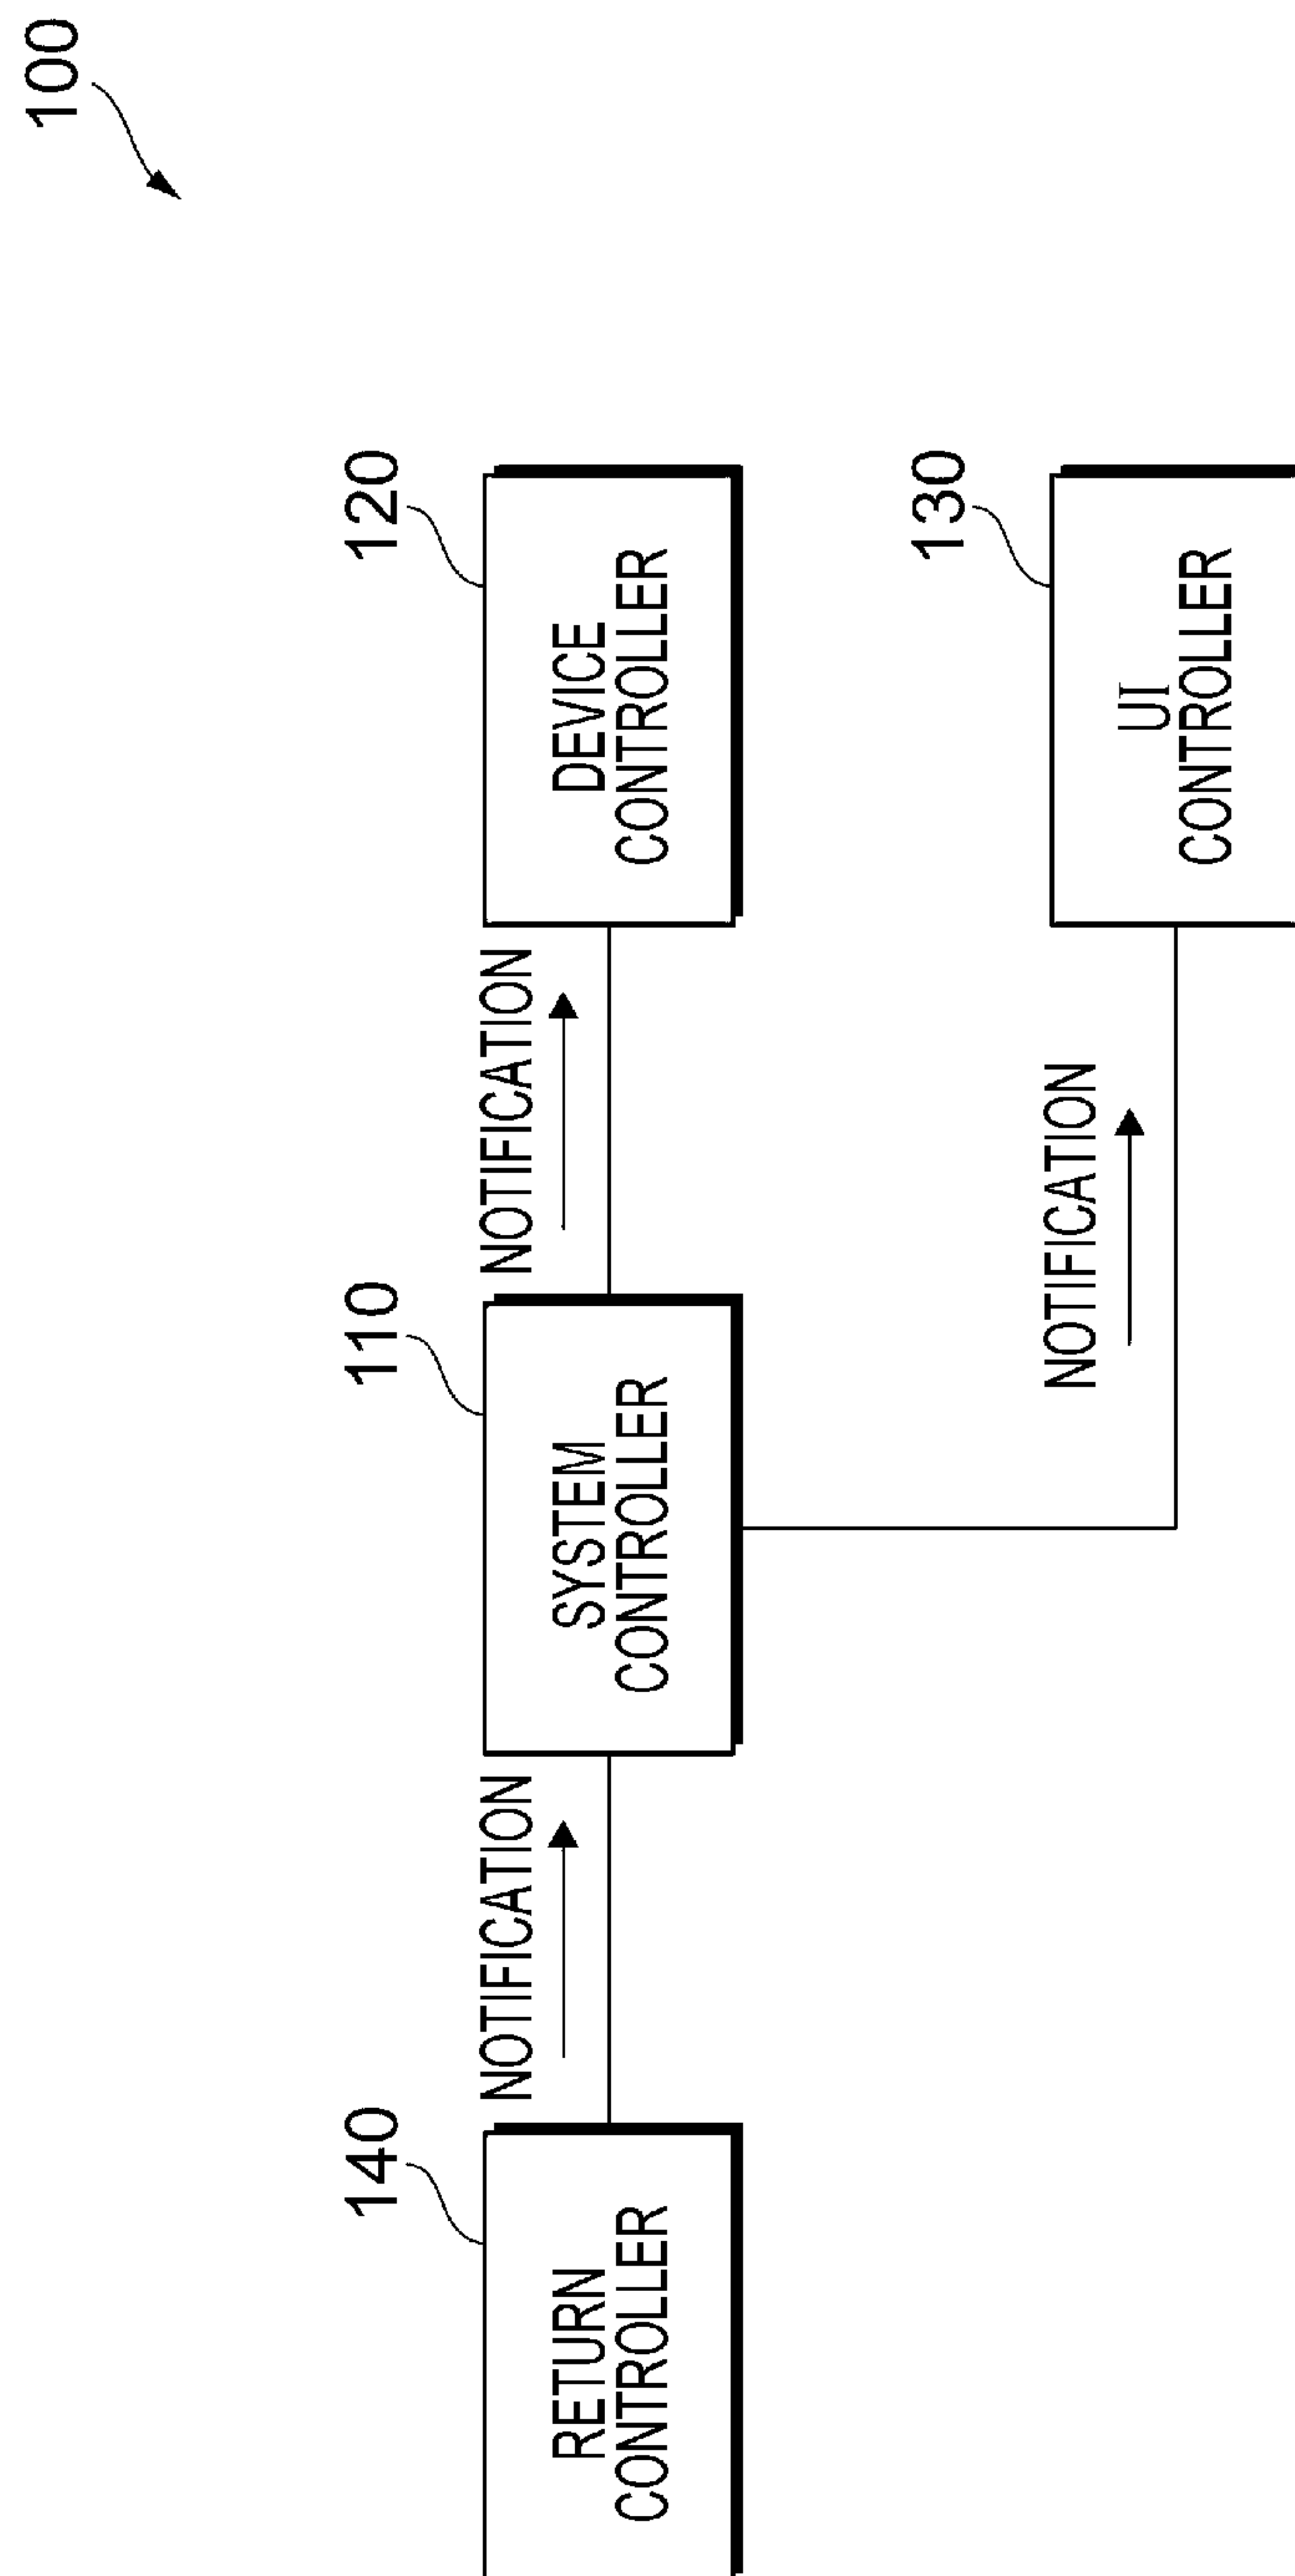 100
140
110
120
NOTIFICATION
NOTIFICATION
RETURN
CONTROLLER
SYSTEM
CONTROLLER
DEVICE
CONTROLLER
130
NOTIFICATION
UI
CONTROLLER